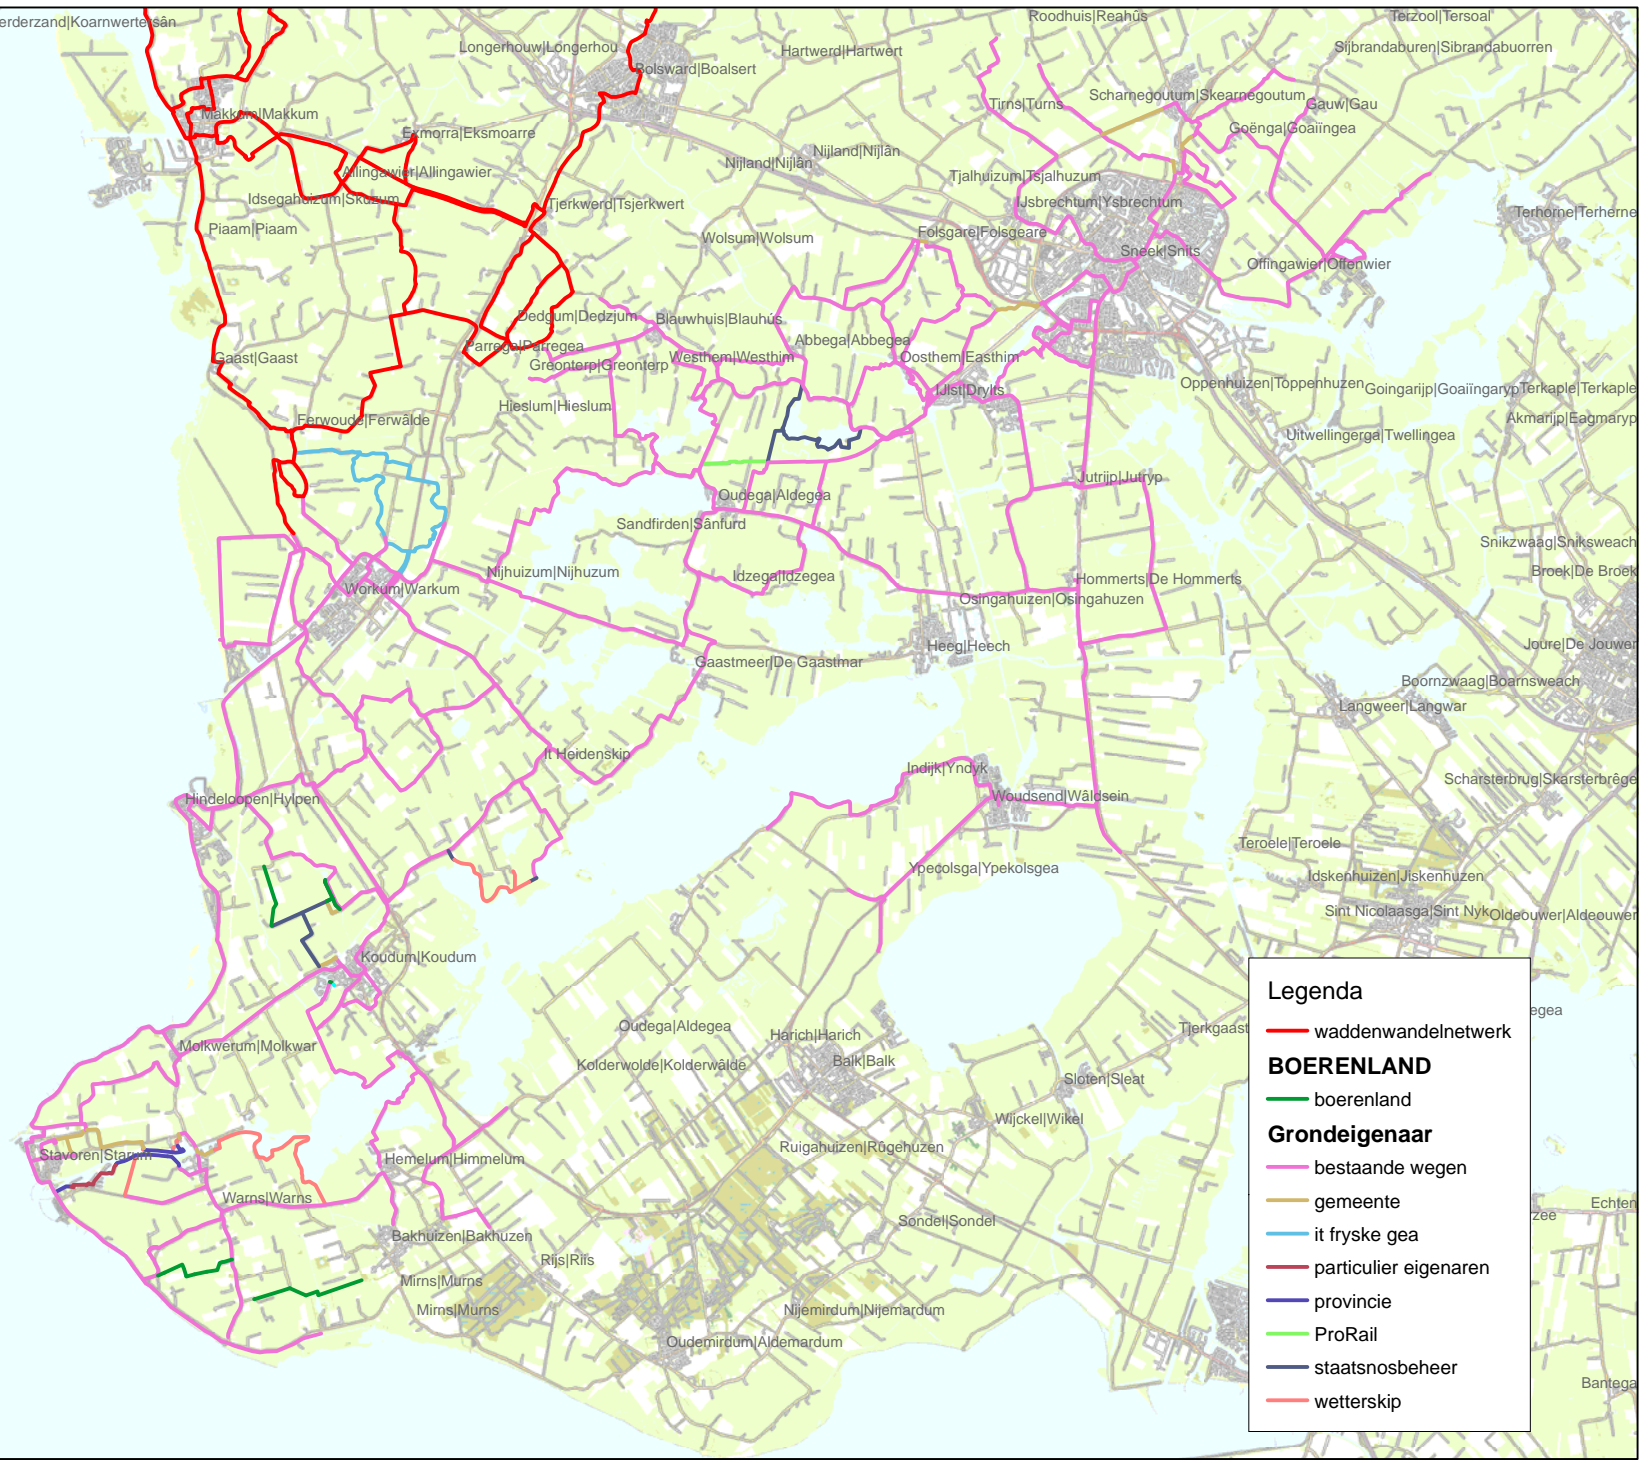 erderzand|Koarnwertersân
Roodhuis|Reahûs
Terzool|Tersoal
Longerhouw|Longerhou
Hartwerd|Hartwert
Sijbrandaburen|Sibrandabuorren
Bolsward|Boalsert
Scharnegoutum|Skearnegoutum
Tirns|Turns
Gauw|Gau
Makkum|Makkum
Exmorra|Eksmoarre
Goënga|Goaiïngea
Nijland|Nijlân
Nijland|Nijlân
Allingawier|Allingawier
Tjalhuizum|Tsjalhuzum
Idsegahuizum|Skuzum
Tjerkwerd|Tsjerkwert
IJsbrechtum|Ysbrechtum
Terhorne|Terherne
Piaam|Piaam
Wolsum|Wolsum
Folsgare|Folsgeare
Sneek|Snits
Offingawier|Offenwier
Dedgum|Dedzjum
Blauwhuis|Blauhús
Abbega|Abbegea
Parrega|Parregea
Gaast|Gaast
Westhem|Westhim
Oosthem|Easthim
Greonterp|Greonterp
Oppenhuizen|Toppenhuzen
Goingarijp|Goaiïngaryp
Terkaple|Terkaple
IJlst|Drylts
Hieslum|Hieslum
Ferwoude|Ferwâlde
Akmarijp|Eagmaryp
Uitwellingerga|Twellingea
Jutrijp|Jutryp
Oudega|Aldegea
Sandfirden|Sânfurd
Snikzwaag|Sniksweach
Nijhuizum|Nijhuzum
Idzega|Idzegea
Hommerts|De Hommerts
Broek|De Broek
Workum|Warkum
Osingahuizen|Osingahuzen
Heeg|Heech
Joure|De Jouwer
Gaastmeer|De Gaastmar
Boornzwaag|Boarnsweach
Langweer|Langwar
It Heidenskip
Indijk|Yndyk
Scharsterbrug|Skarsterbrêge
Hindeloopen|Hylpen
Woudsend|Wâldsein
Teroele|Teroele
Ypecolsga|Ypekolsgea
Idskenhuizen|Jiskenhuzen
Sint Nicolaasga|Sint Nyk
Oldeouwer|Aldeouwer
Koudum|Koudum
Legenda
egea
Oudega|Aldegea
Harich|Harich
Tjerkgaast
waddenwandelnetwerk
Molkwerum|Molkwar
Kolderwolde|Kolderwâlde
Balk|Balk
BOERENLAND
Sloten|Sleat
boerenland
Wijckel|Wikel
Grondeigenaar
Stavoren|Starum
Hemelum|Himmelum
Ruigahuizen|Rûgehuzen
bestaande wegen
Warns|Warns
gemeente
Echten
Sondel|Sondel
zee
Bakhuizen|Bakhuzen
it fryske gea
Rijs|Riis
Mirns|Murns
particulier eigenaren
Mirns|Murns
Nijemirdum|Nijemardum
provincie
Oudemirdum|Aldemardum
ProRail
staatsnosbeheer
Bantega
wetterskip